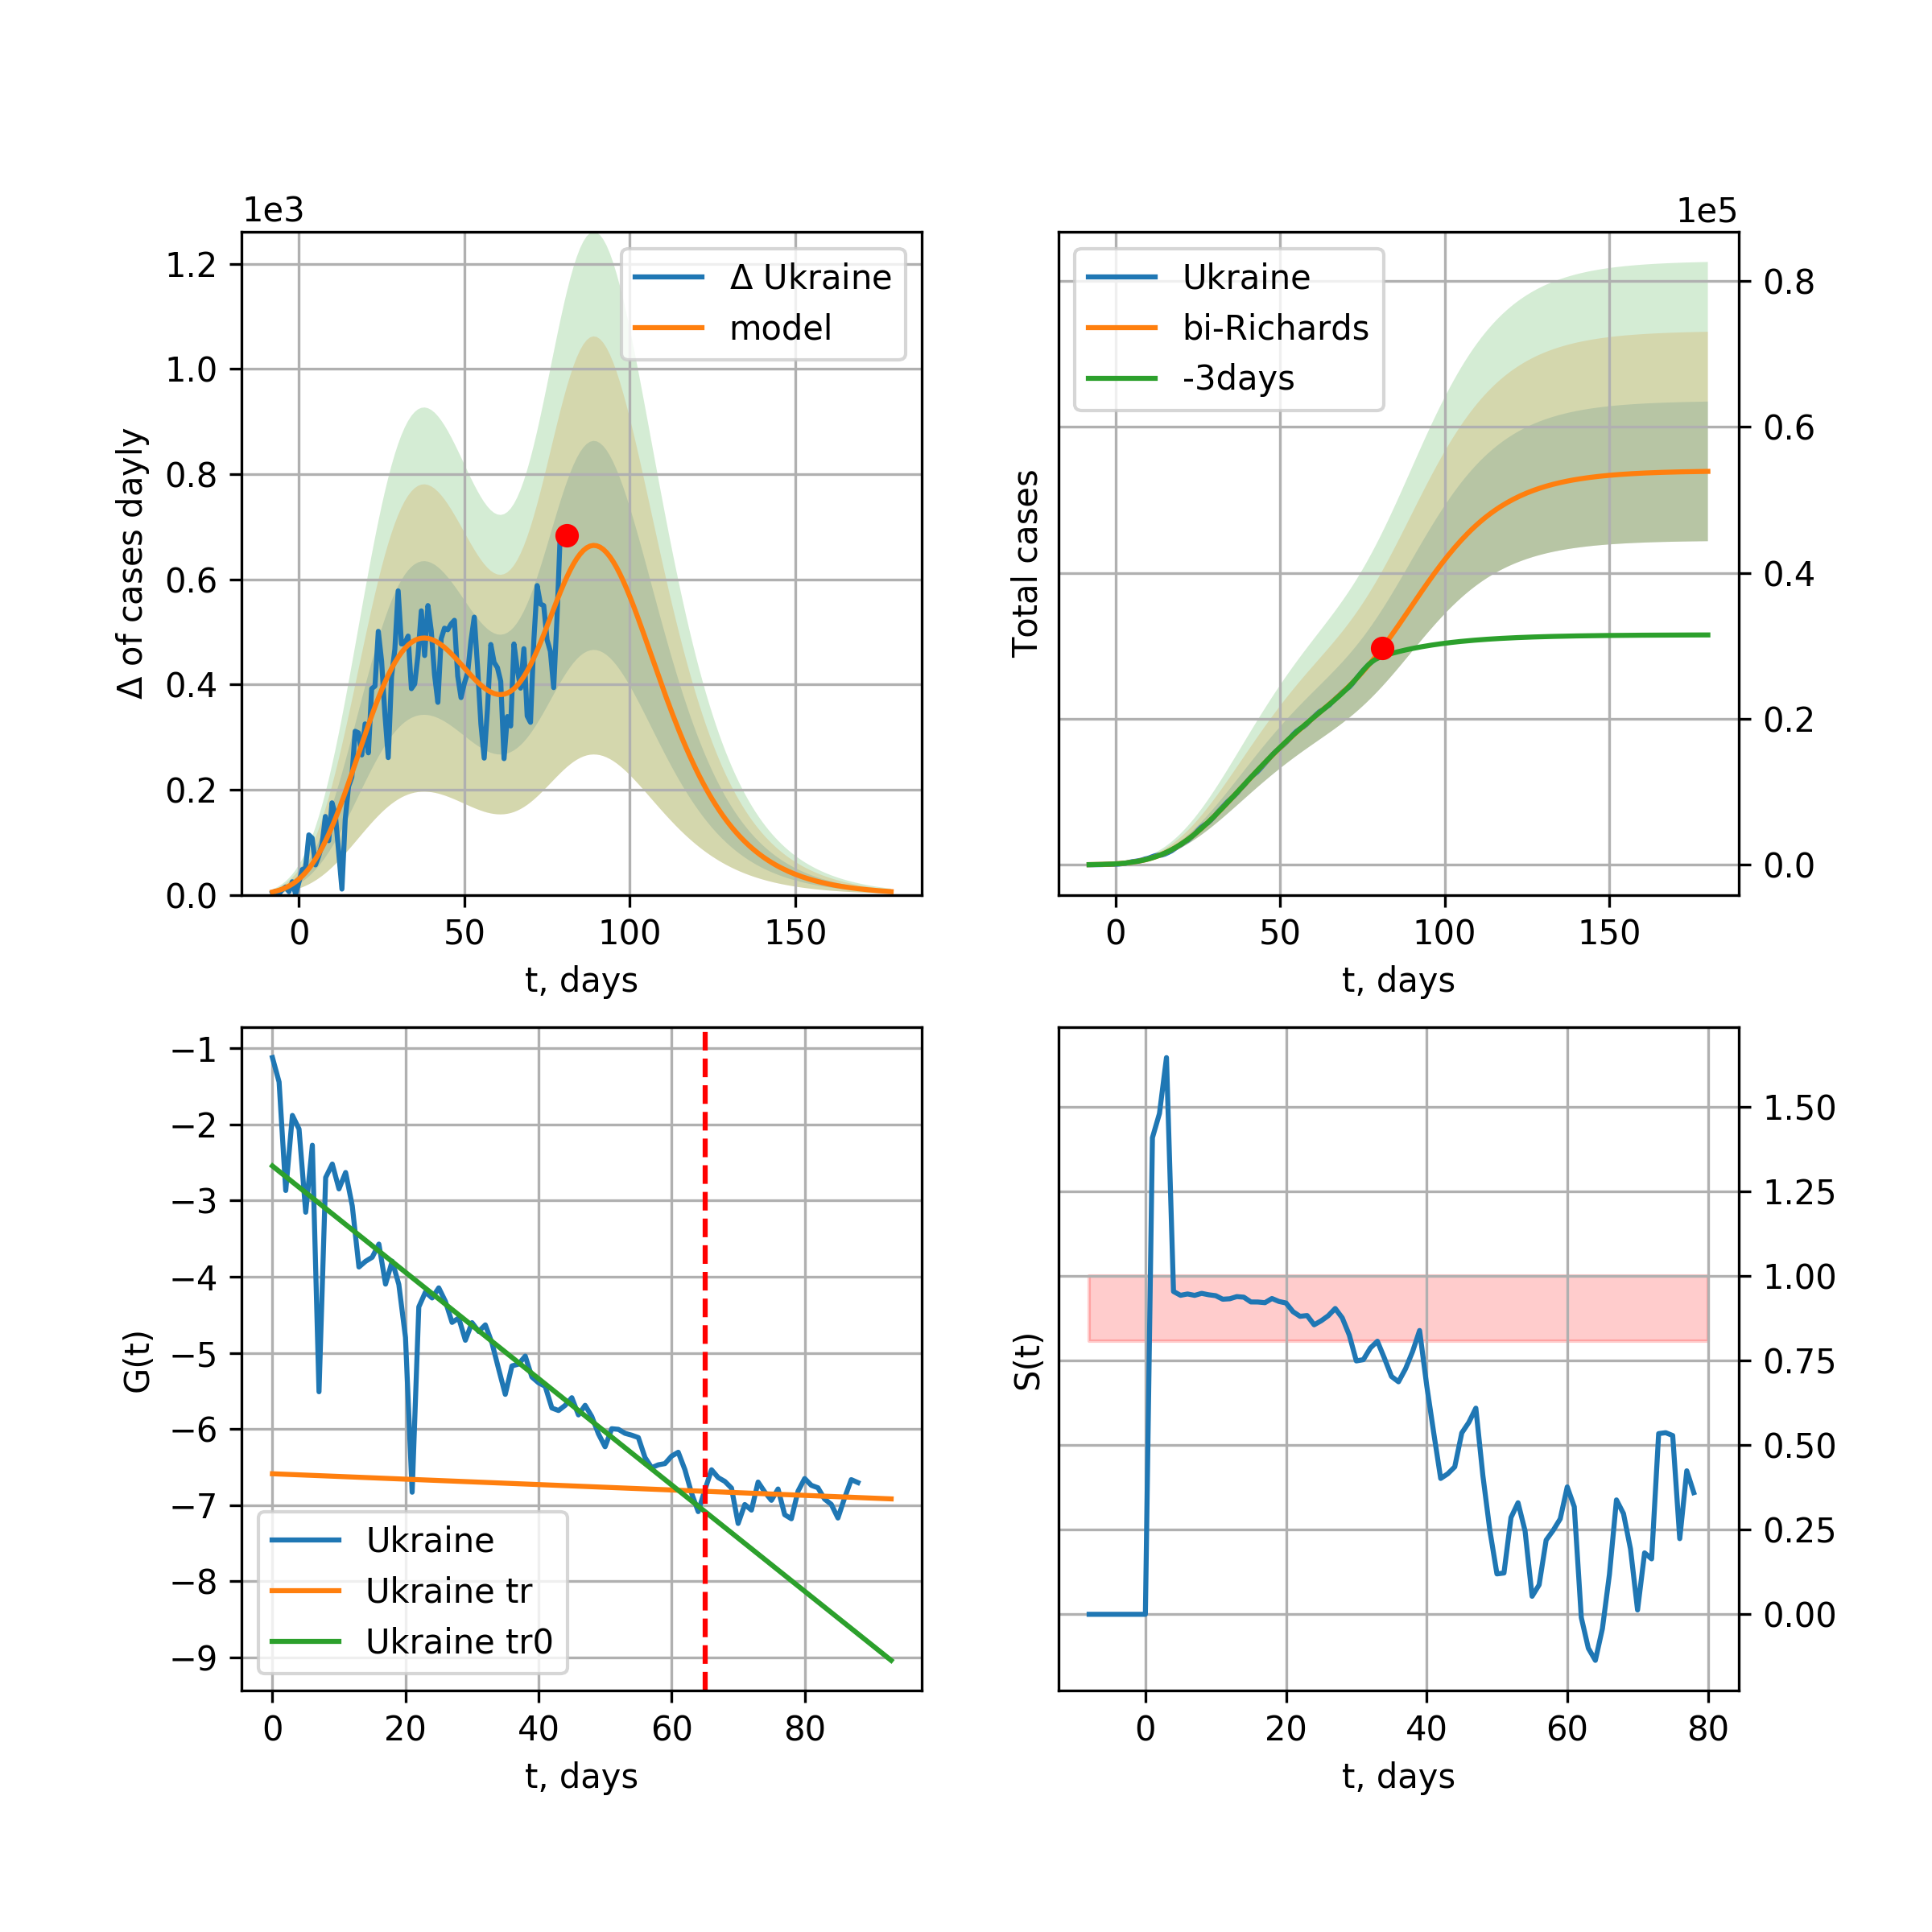 1e3
Δ of cases dayly
1.2
1.0
0.8
0.6
0.4
0.2
0.0
Δ Ukraine
model
0 50 100 150
t, days
1e5
Total cases
Ukraine
bi-Richards
-3days
0.8
0.6
0.4
0.2
0.0
0 50 100 150
t, days
G(t)
−1
−2
−3
−4
−5
−6
−7
−8
−9
Ukraine
Ukraine tr
Ukraine tr0
0 20 40 60 80
t, days
S(t)
1.50
1.25
1.00
0.75
0.50
0.25
0.00
0 20 40 60 80
t, days